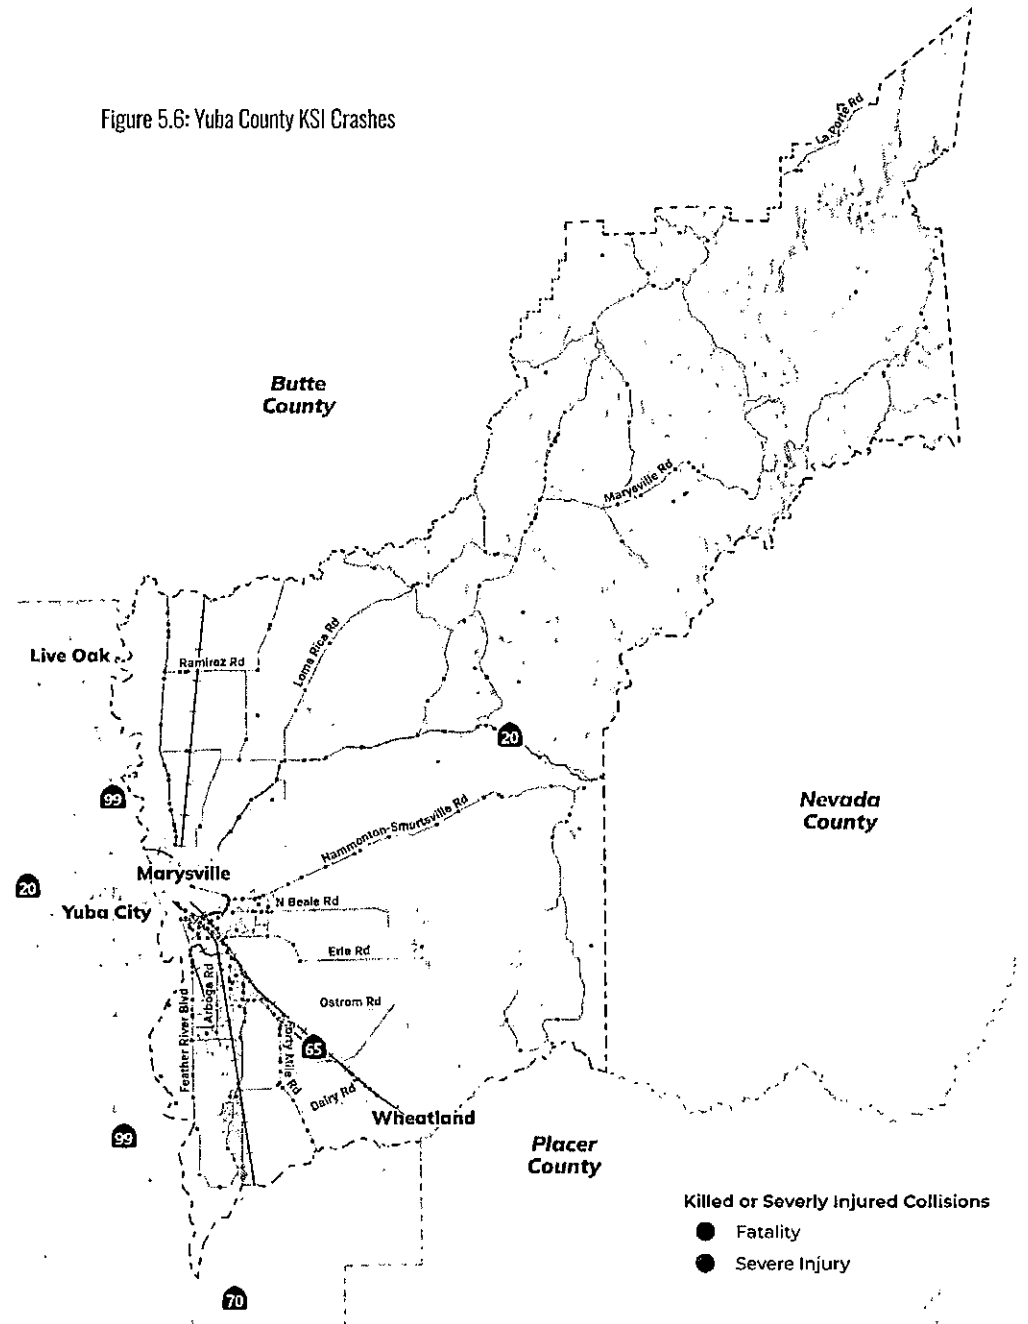 Figure 5.6: Yuba County KSI Crashes
La Porte Rd
Butte
County
Marysville Rd
Loma Rica Rd
Live Oak
Ramirez Rd
20
99
Nevada
County
Hammonton-Smartsville Rd
Marysville
20
Yuba City
N Beale Rd
Erle Rd
Arboga Rd
Feather River Blvd
Ostrom Rd
65
Forty Mile Rd
Dairy Rd
Wheatland
99
Placer
County
Killed or Severly Injured Collisions
Fatality
Severe Injury
70